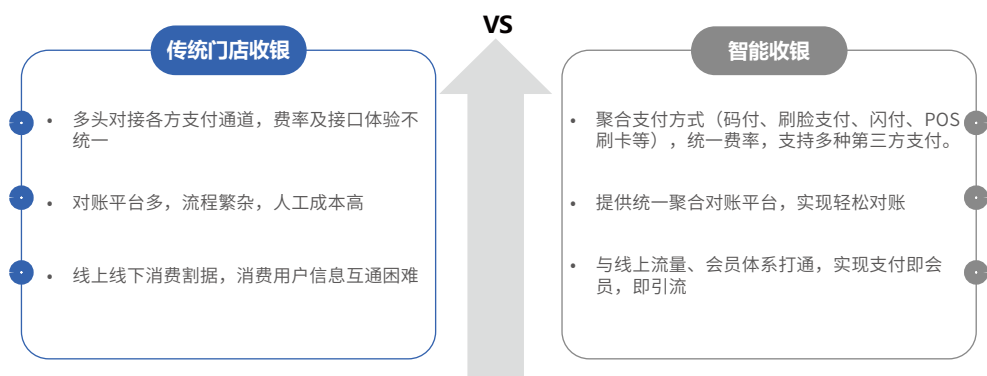 VS
传统门店收银
• 多头对接各方支付通道，费率及接口体验不
统一
• 对账平台多，流程繁杂，人工成本高
• 线上线下消费割据，消费用户信息互通困难
智能收银
• 聚合支付方式（码付、刷脸支付、闪付、POS
刷卡等），统一费率，支持多种第三方支付。
• 提供统一聚合对账平台，实现轻松对账
• 与线上流量、会员体系打通，实现支付即会
员，即引流